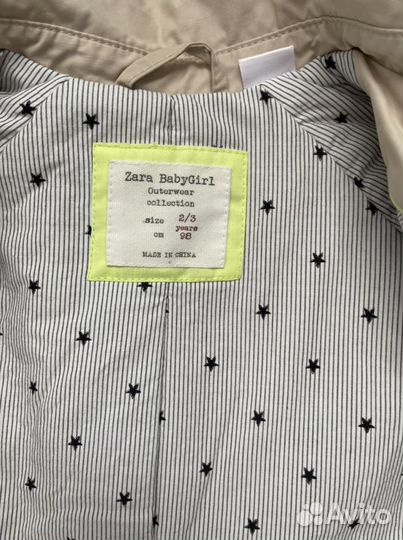 Zara BabyGirl
Outerwear
collection
size 2/3
years
cm 98
MADE IN CHINA
Avito